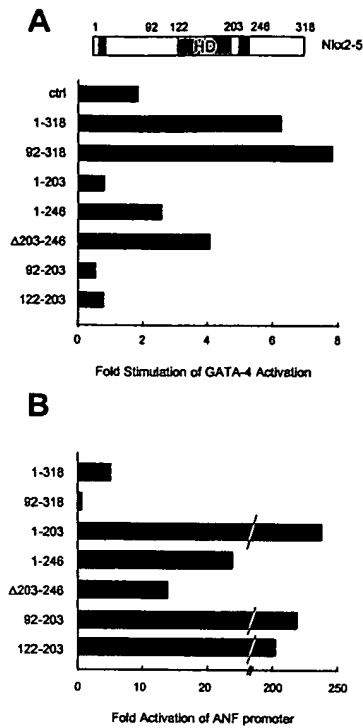 A
1 92 122 203 246 318
HD Nkx2-5
ctrl
1-318
92-318
1-203
1-246
Δ203-246
92-203
122-203
0 2 4 6 8
Fold Stimulation of GATA-4 Activation
B
1-318
92-318
1-203
1-246
Δ203-246
92-203
122-203
0 10 20 30 200 250
Fold Activation of ANF promoter